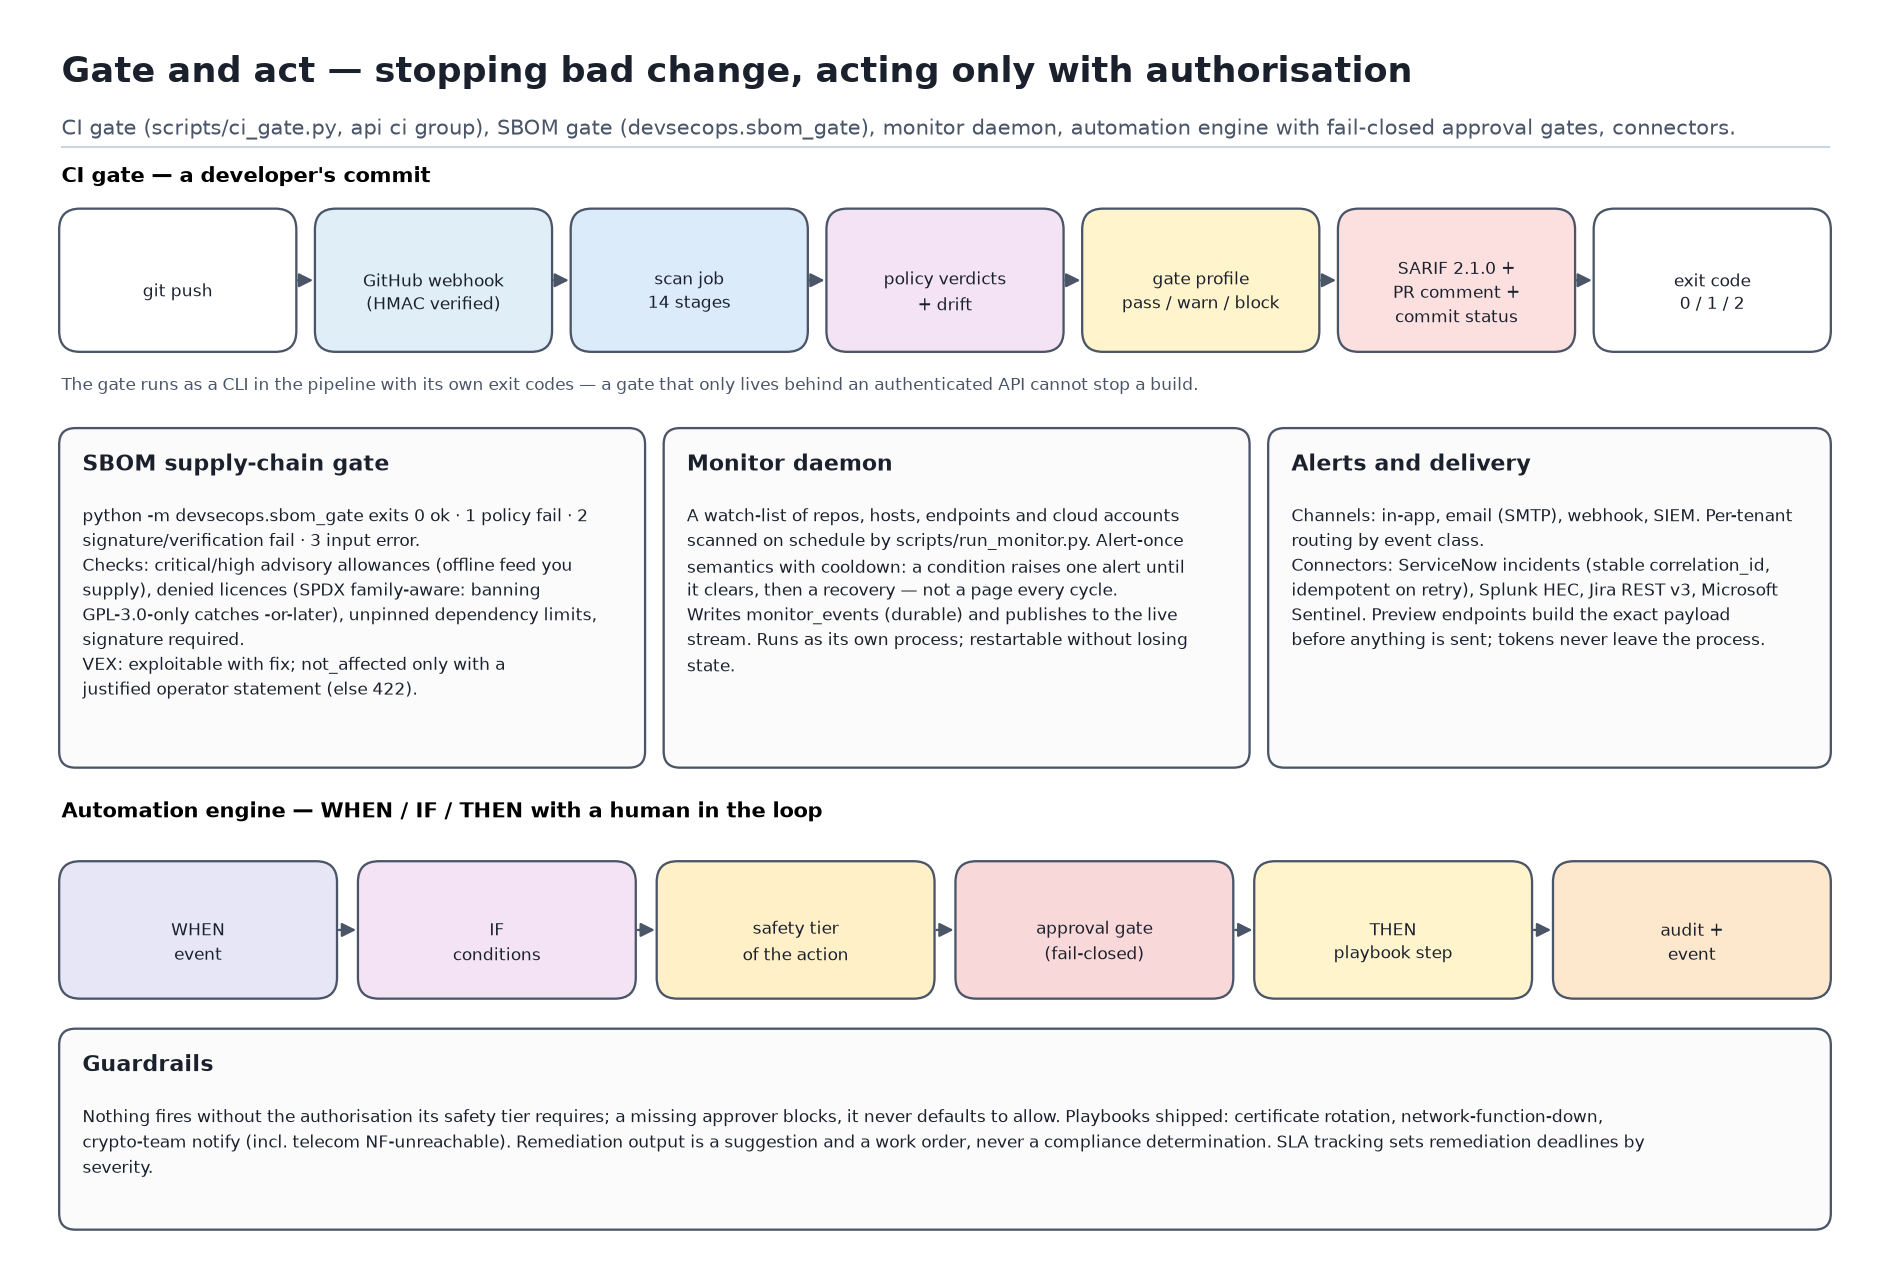 Gate and act — stopping bad change, acting only with authorisation
CI gate (scripts/ci_gate.py, api ci group), SBOM gate (devsecops.sbom_gate), monitor daemon, automation engine with fail-closed approval gates, connectors.
CI gate — a developer's commit
git push
GitHub webhook
(HMAC verified)
scan job
14 stages
policy verdicts
+ drift
gate profile
pass / warn / block
SARIF 2.1.0 +
PR comment +
commit status
exit code
0 / 1 / 2
The gate runs as a CLI in the pipeline with its own exit codes — a gate that only lives behind an authenticated API cannot stop a build.
SBOM supply-chain gate
python -m devsecops.sbom_gate exits 0 ok · 1 policy fail · 2
signature/verification fail · 3 input error.
Checks: critical/high advisory allowances (offline feed you
supply), denied licences (SPDX family-aware: banning
GPL-3.0-only catches -or-later), unpinned dependency limits,
signature required.
VEX: exploitable with fix; not_affected only with a
justified operator statement (else 422).
Monitor daemon
A watch-list of repos, hosts, endpoints and cloud accounts
scanned on schedule by scripts/run_monitor.py. Alert-once
semantics with cooldown: a condition raises one alert until
it clears, then a recovery — not a page every cycle.
Writes monitor_events (durable) and publishes to the live
stream. Runs as its own process; restartable without losing
state.
Alerts and delivery
Channels: in-app, email (SMTP), webhook, SIEM. Per-tenant
routing by event class.
Connectors: ServiceNow incidents (stable correlation_id,
idempotent on retry), Splunk HEC, Jira REST v3, Microsoft
Sentinel. Preview endpoints build the exact payload
before anything is sent; tokens never leave the process.
Automation engine — WHEN / IF / THEN with a human in the loop
WHEN
event
IF
conditions
safety tier
of the action
approval gate
(fail-closed)
THEN
playbook step
audit +
event
Guardrails
Nothing fires without the authorisation its safety tier requires; a missing approver blocks, it never defaults to allow. Playbooks shipped: certificate rotation, network-function-down,
crypto-team notify (incl. telecom NF-unreachable). Remediation output is a suggestion and a work order, never a compliance determination. SLA tracking sets remediation deadlines by
severity.